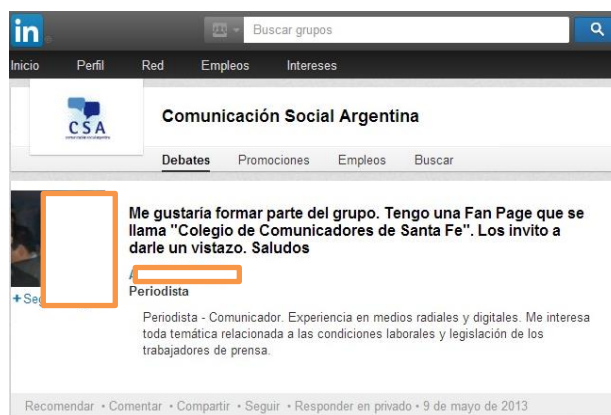 in
Buscar grupos
Inicio Perfil Red Empleos Intereses
CSA
Comunicación Social Argentina
Debates Promociones Empleos Buscar
Me gustaría formar parte del grupo. Tengo una Fan Page que se
llama "Colegio de Comunicadores de Santa Fe". Los invito a
darle un vistazo. Saludos
Periodista
Periodista - Comunicador. Experiencia en medios radiales y digitales. Me interesa
toda temática relacionada a las condiciones laborales y legislación de los
trabajadores de prensa.
Recomendar • Comentar • Compartir • Seguir • Responder en privado • 9 de mayo de 2013